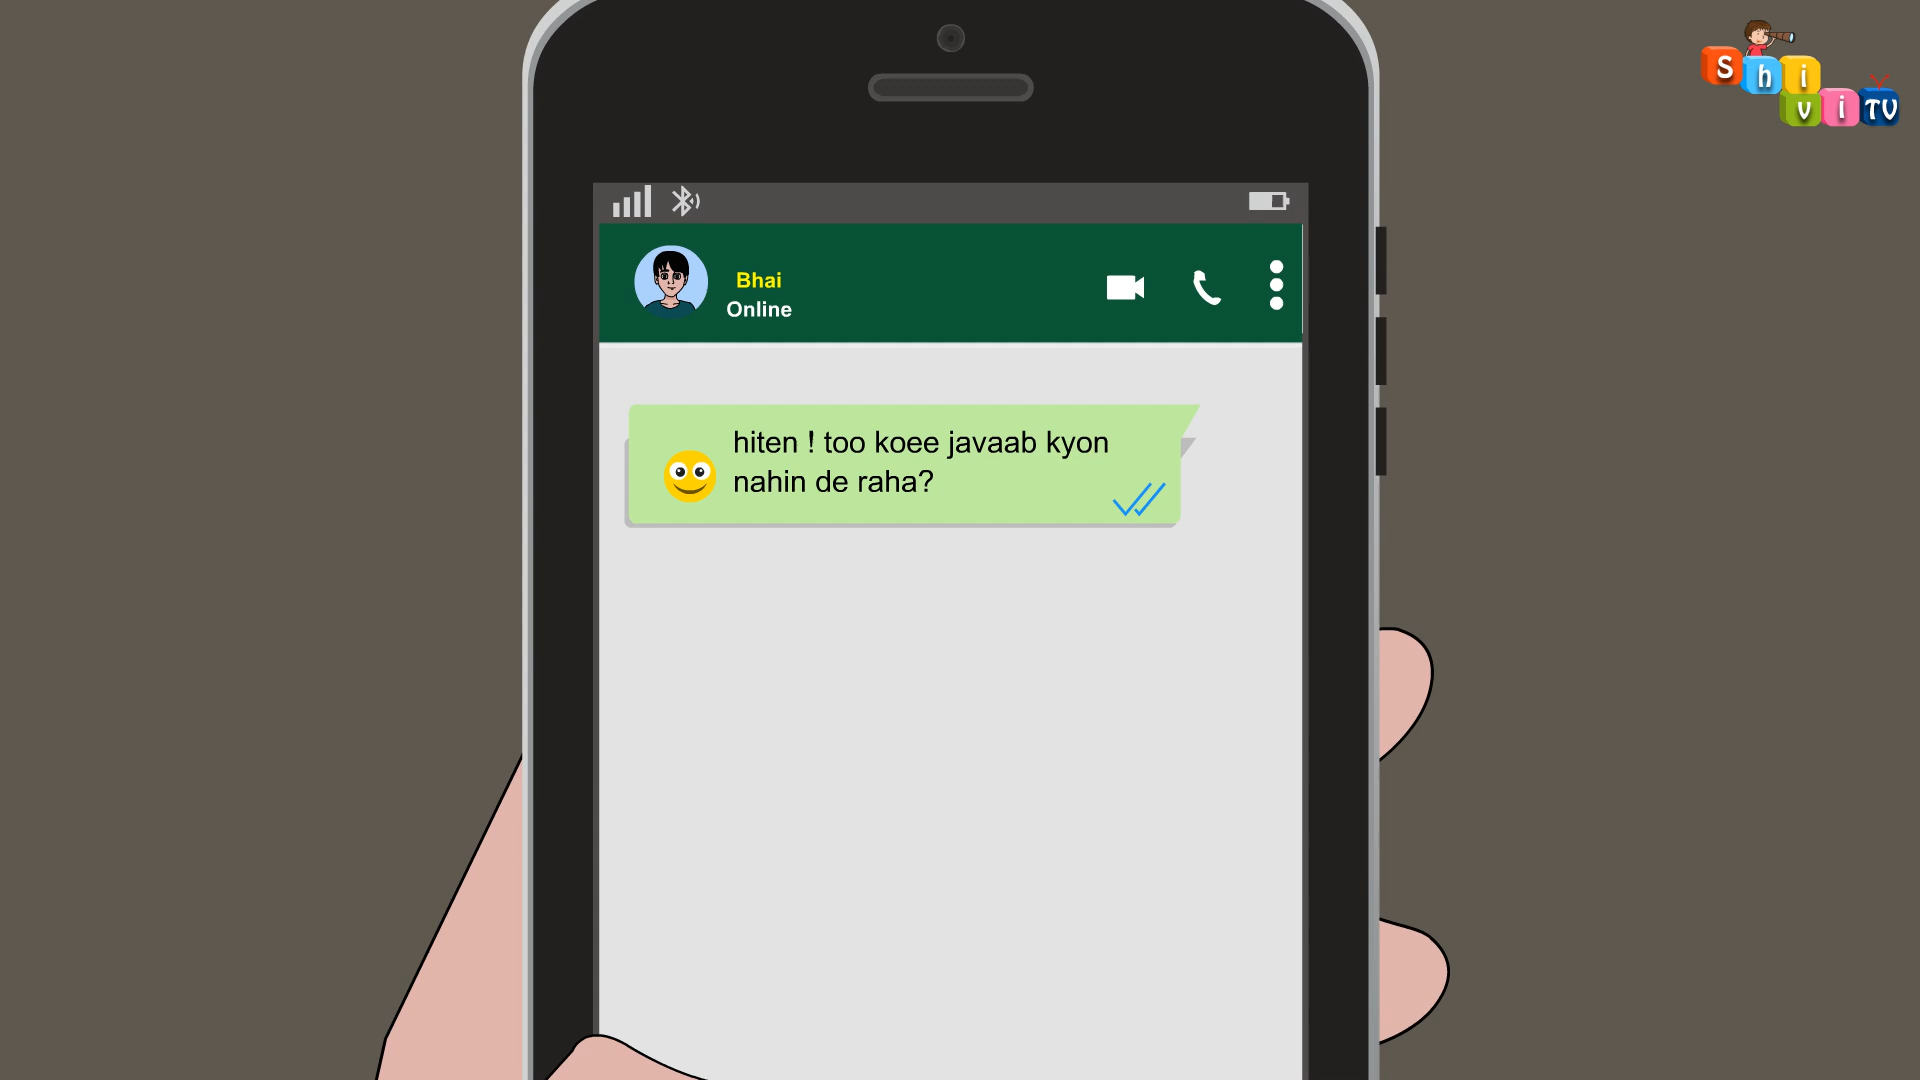 Shivi TV
Bhai
Online
hiten ! too koee javaab kyon
nahin de raha?